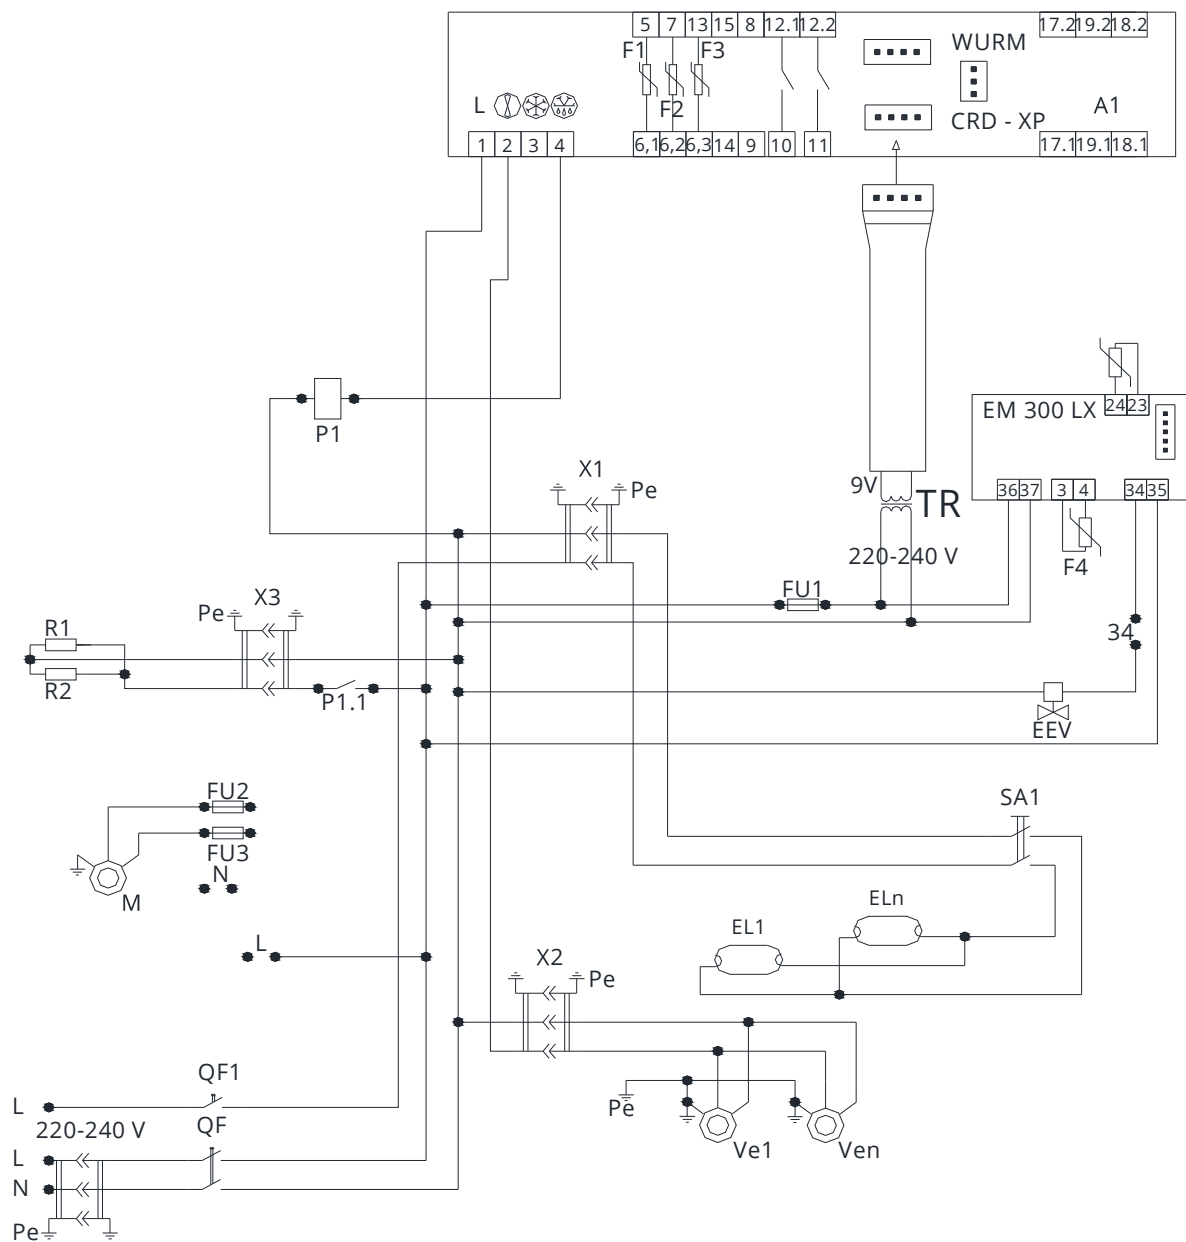 5 7 13 15 8 12.1 12.2
17.2 19.2 18.2
WURM
F1 F3
F2
L
CRD - XP
A1
1 2 3 4
6,1 6,2 6,3 14 9 10 11
17.1 19.1 18.1
P1
EM 300 LX
24 23
X1
Pe
9V
TR
36 37 3 4 34 35
220-240 V
F4
FU1
X3
Pe
R1
R2
34
P1.1
EEV
FU2
FU3
N
M
SA1
ELn
EL1
L
X2
Pe
QF1
L
220-240 V
QF
Pe
L
N
Ve1
Ven
Pe